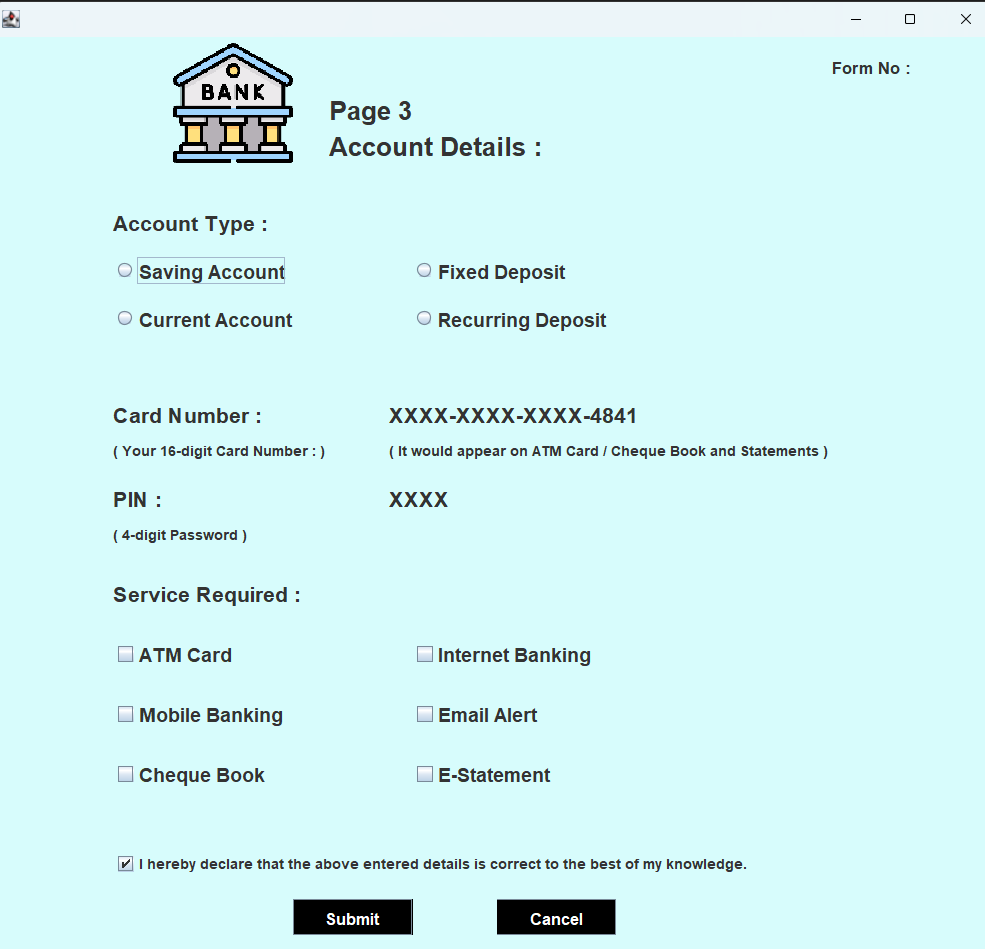 BANK
Form No :
Page 3
Account Details :
Account Type :
Saving Account Fixed Deposit
Current Account Recurring Deposit
Card Number : XXXX-XXXX-XXXX-4841
( Your 16-digit Card Number : ) ( It would appear on ATM Card / Cheque Book and Statements )
PIN : XXXX
( 4-digit Password )
Service Required :
ATM Card Internet Banking
Mobile Banking Email Alert
Cheque Book E-Statement
I hereby declare that the above entered details is correct to the best of my knowledge.
Submit Cancel